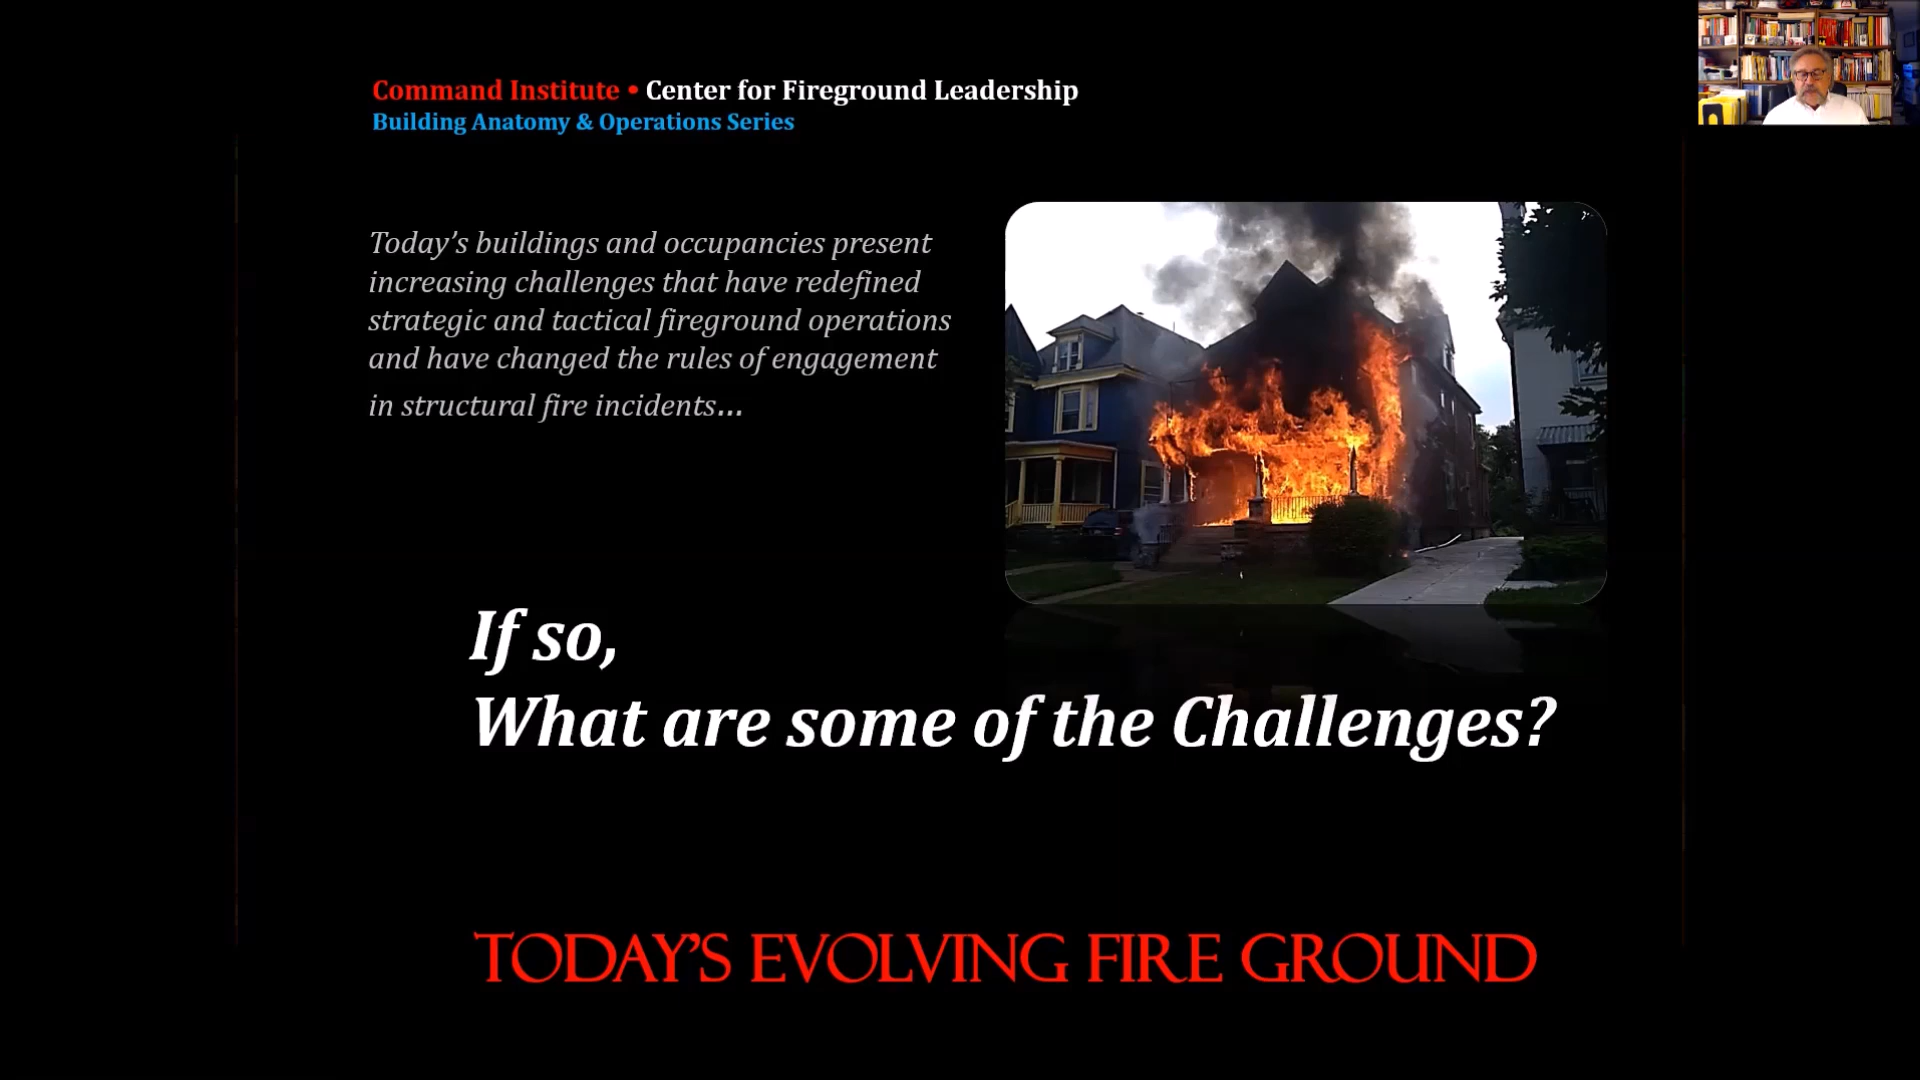 Command Institute • Center for Fireground Leadership
Building Anatomy & Operations Series
Today’s buildings and occupancies present
increasing challenges that have redefined
strategic and tactical fireground operations
and have changed the rules of engagement
in structural fire incidents…
If so,
What are some of the Challenges?
TODAY’S EVOLVING FIRE GROUND